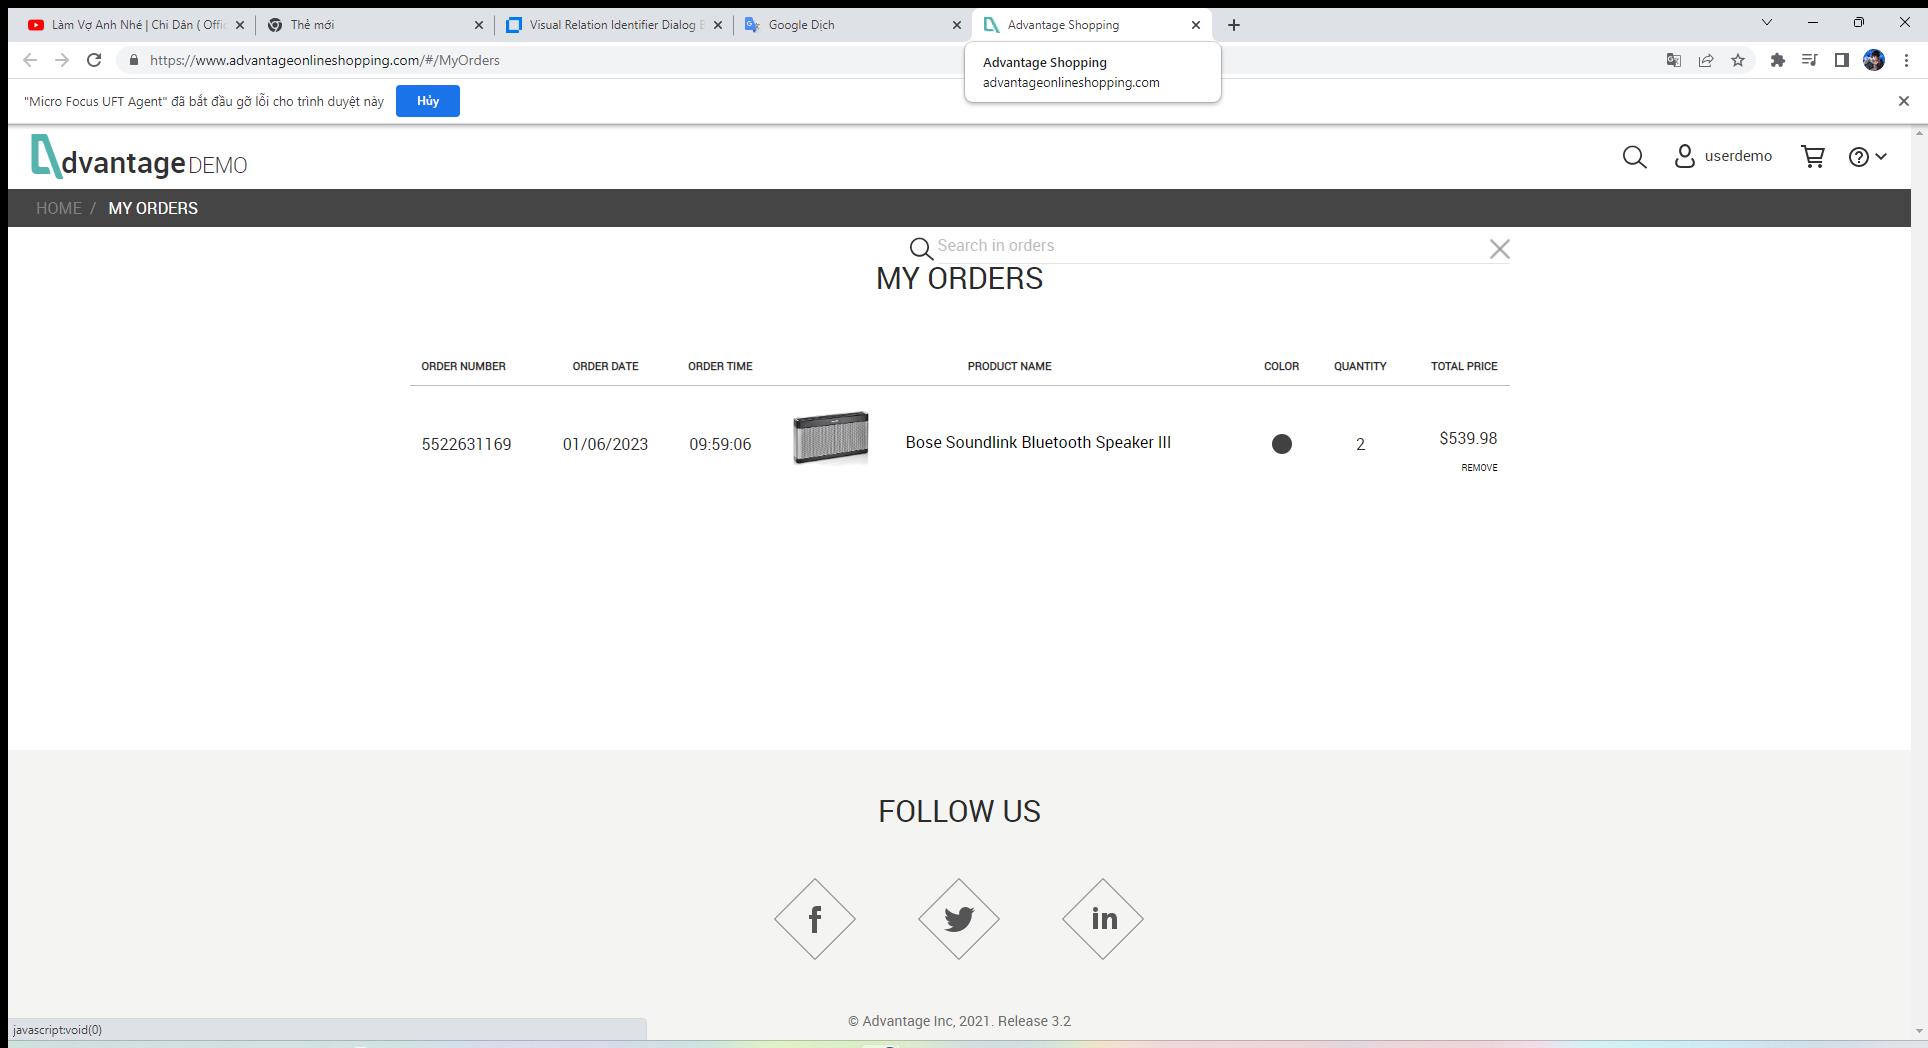 Làm Vợ Anh Nhé | Chi Dân ( Offic
Thẻ mới
Visual Relation Identifier Dialog B
Google Dịch
Advantage Shopping
https://www.advantageonlineshopping.com/#/MyOrders
Advantage Shopping
advantageonlineshopping.com
"Micro Focus UFT Agent" đã bắt đầu gỡ lỗi cho trình duyệt này
Hủy
dvantage DEMO
userdemo
HOME / MY ORDERS
Search in orders
MY ORDERS
ORDER NUMBER ORDER DATE ORDER TIME PRODUCT NAME COLOR QUANTITY TOTAL PRICE
5522631169 01/06/2023 09:59:06 Bose Soundlink Bluetooth Speaker III 2 $539.98
REMOVE
FOLLOW US
f
in
© Advantage Inc, 2021. Release 3.2
javascript:void(0)